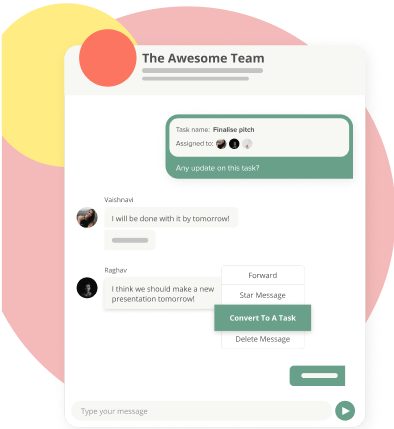 The Awesome Team
Task name: Finalise pitch
Assigned to:
Any update on this task?
Vaishnavi
I will be done with it by tomorrow!
Raghav
I think we should make a new
presentation tomorrow!
Forward
Star Message
Convert To A Task
Delete Message
Type your message